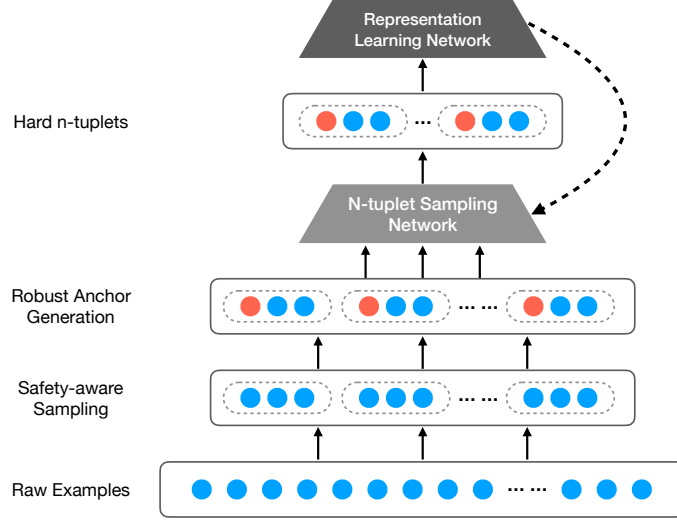 Representation
Learning Network
Hard n-tuplets
...
N-tuplet Sampling
Network
Robust Anchor
Generation
... ...
Safety-aware
Sampling
... ...
Raw Examples
... ...